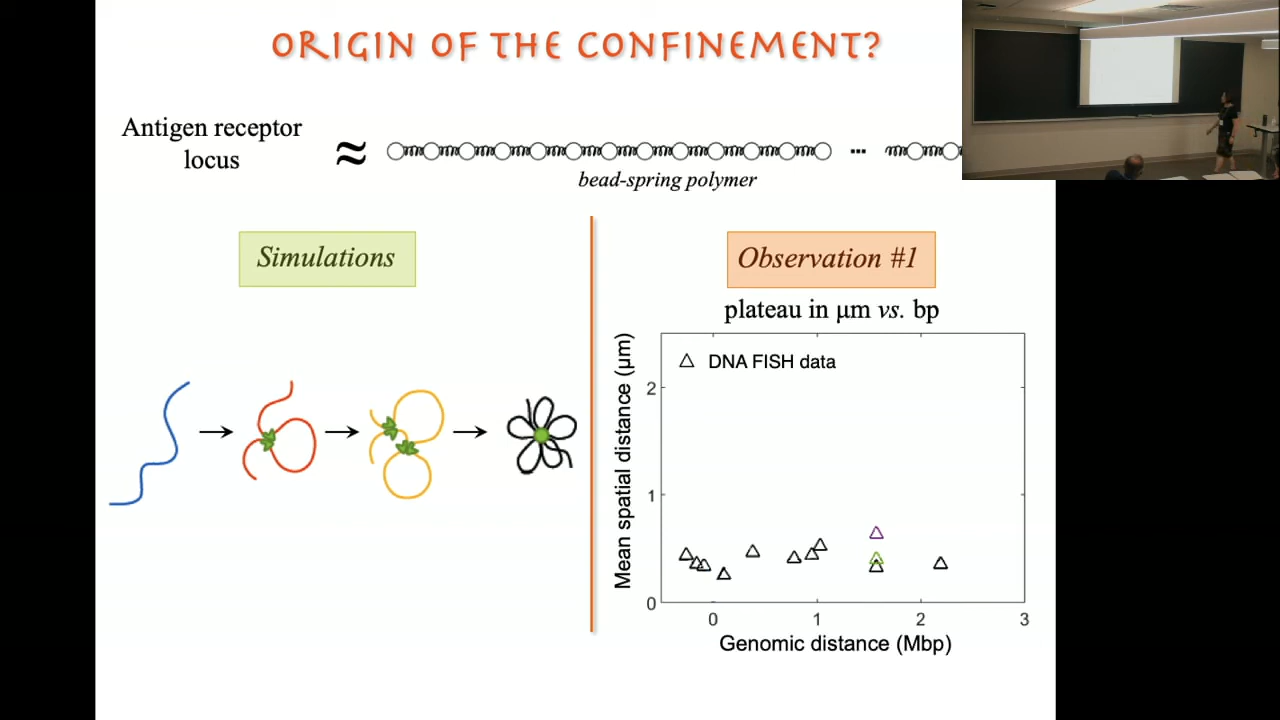 ORIGIN OF THE CONFINEMENT?
Antigen receptor
locus
≈
...
bead-spring polymer
Simulations
Observation #1
plateau in μm vs. bp
DNA FISH data
Mean spatial distance (μm)
2
1
0
0 1 2 3
Genomic distance (Mbp)